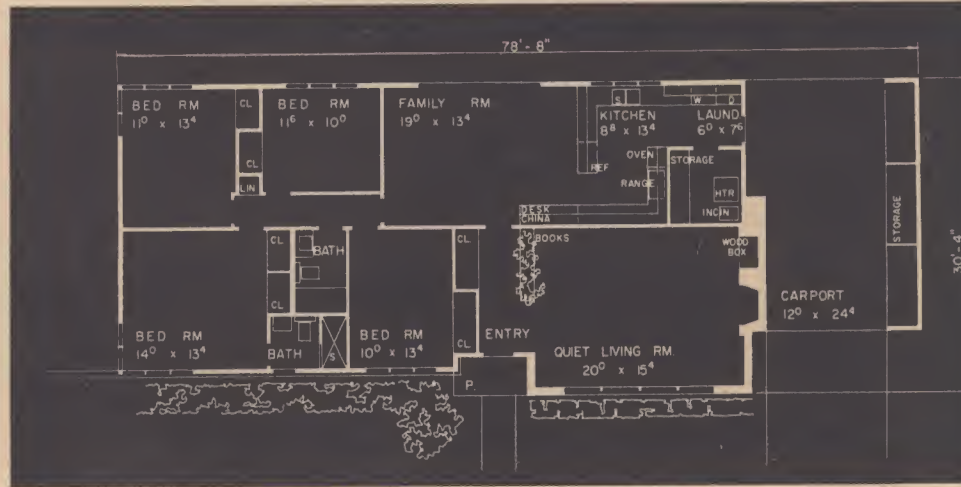 78'-8"
BED RM
11⁰ x 13⁴
CL
CL
LIN
BED RM
11⁶ x 10⁰
FAMILY RM
19⁰ x 13⁴
S
KITCHEN
8⁸ x 13⁴
W
D
LAUND
6⁰ x 7⁶
REF
OVEN
RANGE
STORAGE
HTR
INCIN
DESK
CHINA
BOOKS
WOOD
BOX
STORAGE
30'-4"
CARPORT
12⁰ x 24⁴
BED RM
14⁰ x 13⁴
CL
CL
BATH
BATH
S
BED RM
10⁰ x 13⁴
CL
CL
ENTRY
P.
QUIET LIVING RM.
20⁰ x 15⁴